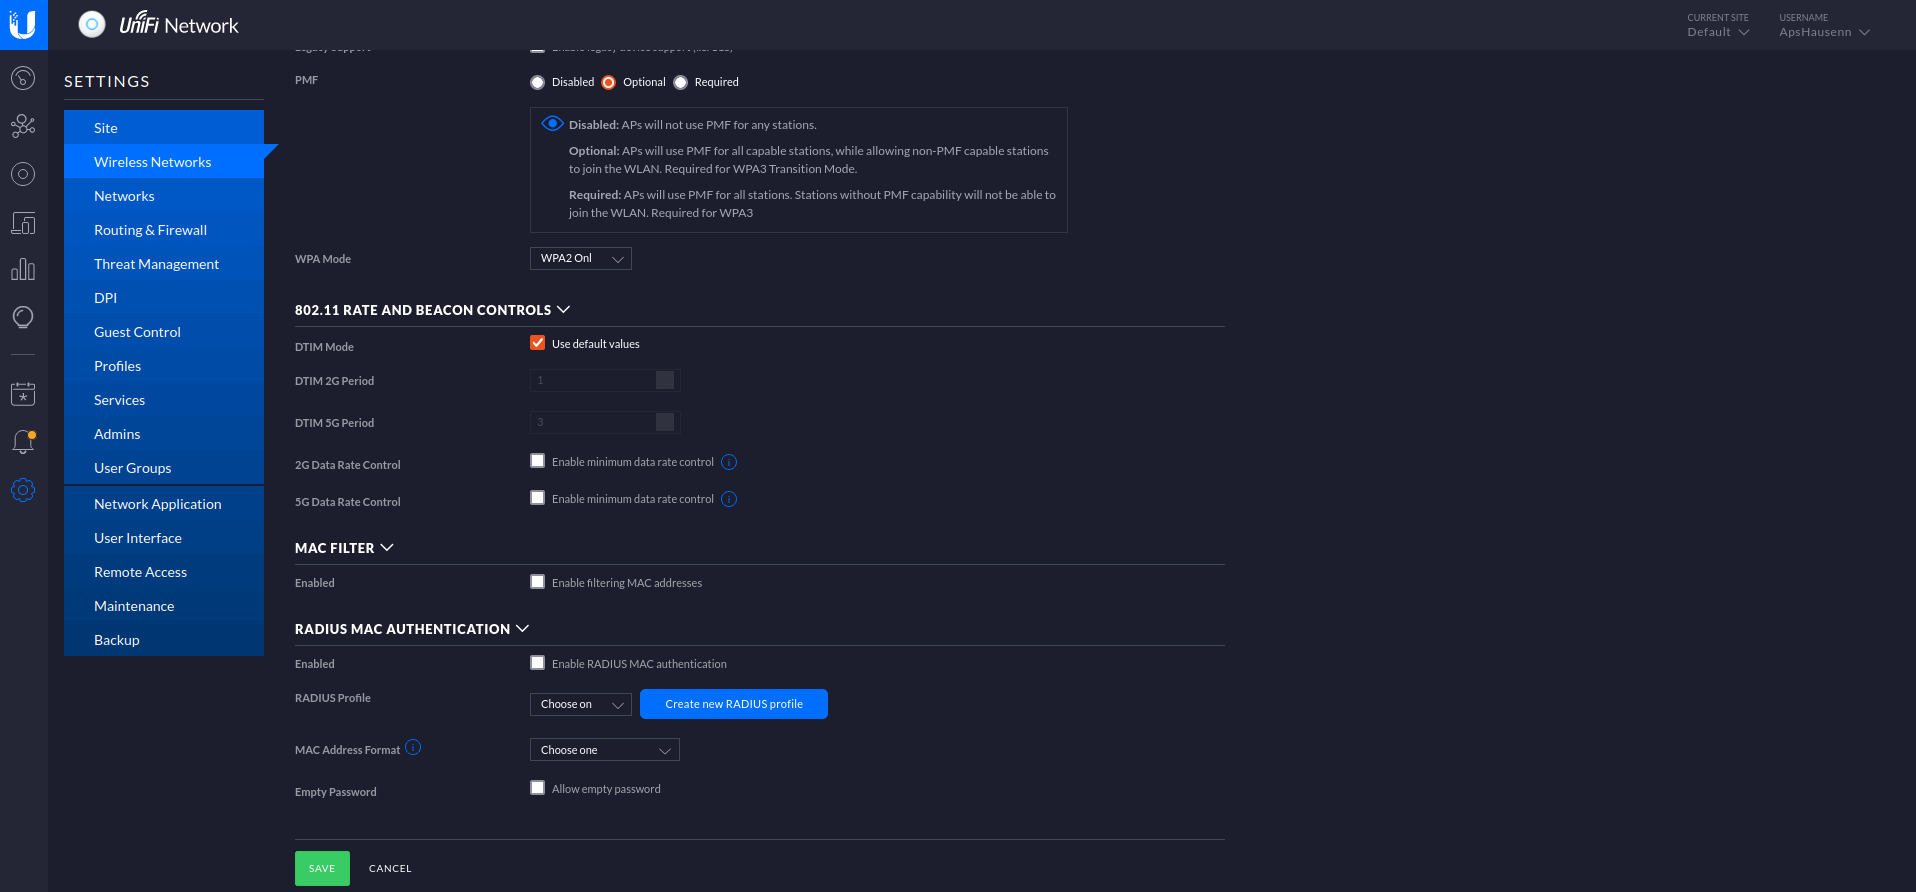 UniFi Network
CURRENT SITE
Default
USERNAME
ApsHausenn
SETTINGS
Site
Wireless Networks
Networks
Routing & Firewall
Threat Management
DPI
Guest Control
Profiles
Services
Admins
User Groups
Network Application
User Interface
Remote Access
Maintenance
Backup
PMF
Disabled Optional Required
Disabled: APs will not use PMF for any stations.
Optional: APs will use PMF for all capable stations, while allowing non-PMF capable stations
to join the WLAN. Required for WPA3 Transition Mode.
Required: APs will use PMF for all stations. Stations without PMF capability will not be able to
join the WLAN. Required for WPA3
WPA Mode WPA2 Onl
802.11 RATE AND BEACON CONTROLS
DTIM Mode Use default values
DTIM 2G Period 1
DTIM 5G Period 3
2G Data Rate Control Enable minimum data rate control
5G Data Rate Control Enable minimum data rate control
MAC FILTER
Enabled Enable filtering MAC addresses
RADIUS MAC AUTHENTICATION
Enabled Enable RADIUS MAC authentication
RADIUS Profile Choose on Create new RADIUS profile
MAC Address Format Choose one
Empty Password Allow empty password
SAVE CANCEL